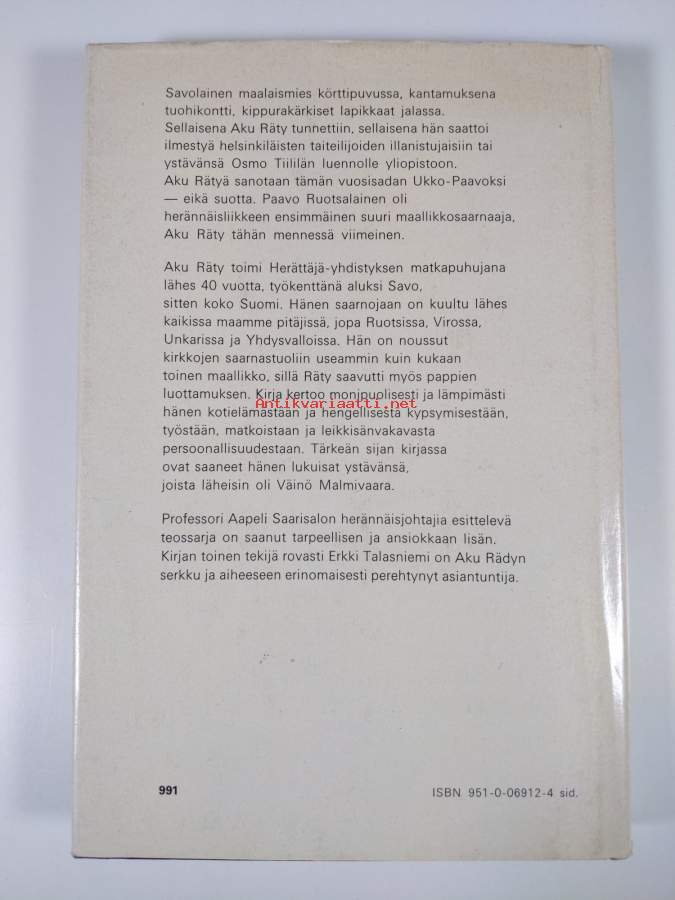 Savolainen maalaismies körttipuvussa, kantamuksena
tuohikontti, kippurakärkiset lapikkaat jalassa.
Sellaisena Aku Räty tunnettiin, sellaisena hän saattoi
ilmestyä helsinkiläisten taiteilijoiden illanistujaisiin tai
ystävänsä Osmo Tiililän luennolle yliopistoon.
Aku Rätyä sanotaan tämän vuosisadan Ukko-Paavoksi
— eikä suotta. Paavo Ruotsalainen oli
herännäisliikkeen ensimmäinen suuri maallikkosaarnaaja,
Aku Räty tähän mennessä viimeinen.
Aku Räty toimi Herättäjä-yhdistyksen matkapuhujana
lähes 40 vuotta, työkenttänä aluksi Savo,
sitten koko Suomi. Hänen saarnojaan on kuultu lähes
kaikissa maamme pitäjissä, jopa Ruotsissa, Virossa,
Unkarissa ja Yhdysvalloissa. Hän on noussut
kirkkojen saarnastuoliin useammin kuin kukaan
toinen maallikko, sillä Räty saavutti myös pappien
luottamuksen. Kirja kertoo monipuolisesti ja lämpimästi
Antikvariaatti.net
hänen kotielämästään ja hengellisestä kypsymisestään,
työstään, matkoistaan ja leikkisänvakavasta
persoonallisuudestaan. Tärkeän sijan kirjassa
ovat saaneet hänen lukuisat ystävänsä,
joista läheisin oli Väinö Malmivaara.
Professori Aapeli Saarisalon herännäisjohtajia esittelevä
teossarja on saanut tarpeellisen ja ansiokkaan lisän.
Kirjan toinen tekijä rovasti Erkki Talasniemi on Aku Rädyn
serkku ja aiheeseen erinomaisesti perehtynyt asiantuntija.
991
ISBN 951-0-06912-4 sid.